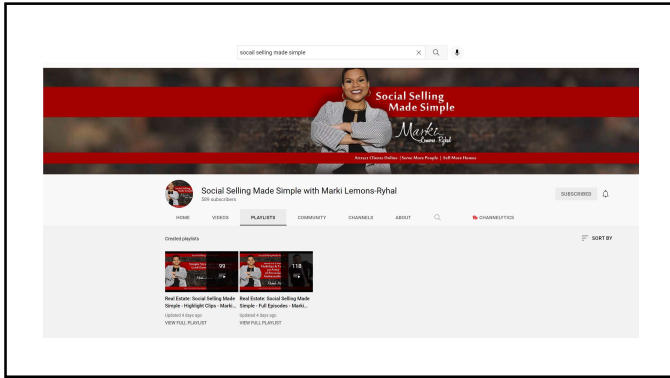 socail selling made simple
Social Selling
Made Simple
Marki
Lemons Ryhal
Attract Clients Online | Serve More People | Sell More Homes
Social Selling Made Simple with Marki Lemons-Ryhal
589 subscribers
SUBSCRIBED
HOME VIDEOS PLAYLISTS COMMUNITY CHANNELS ABOUT CHANNELYTICS
Created playlists
SORT BY
99
118
Real Estate: Social Selling Made
Simple - Highlight Clips - Marki...
Updated 4 days ago
VIEW FULL PLAYLIST
Real Estate: Social Selling Made
Simple - Full Episodes - Marki...
Updated 4 days ago
VIEW FULL PLAYLIST